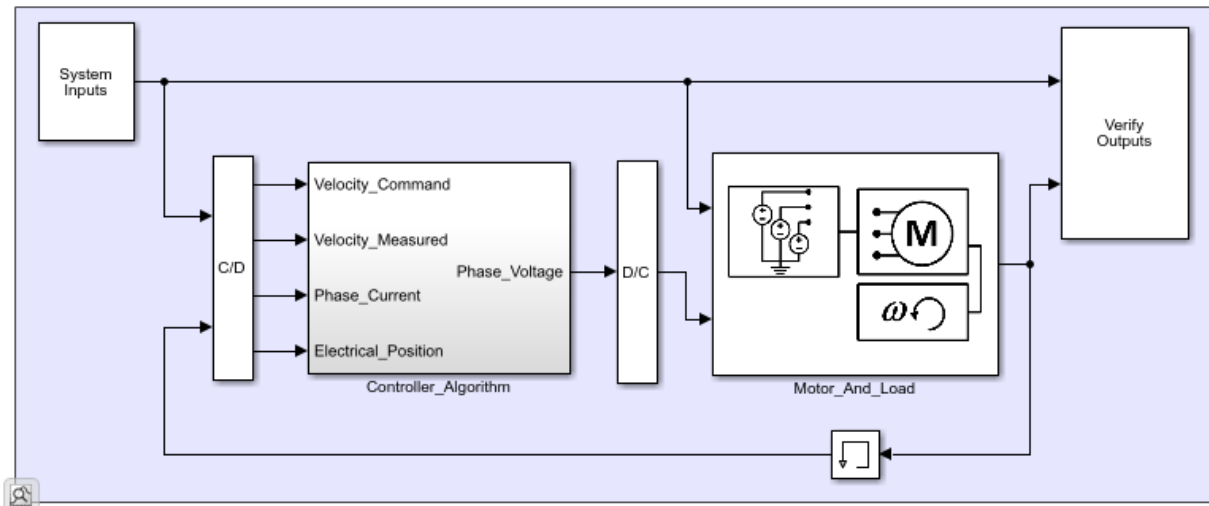 System
Inputs
Verify
Outputs
C/D
Velocity_Command
Velocity_Measured
Phase_Current
Electrical_Position
Phase_Voltage
Controller_Algorithm
D/C
M
ω
Motor_And_Load